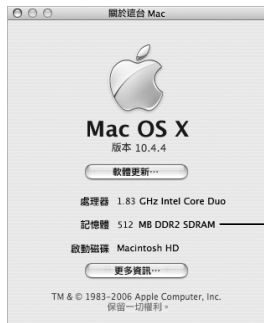 關於這台 Mac
Mac OS X
版本 10.4.4
軟體更新⋯
處理器 1.83 GHz Intel Core Duo
記憶體 512 MB DDR2 SDRAM
啟動磁碟 Macintosh HD
更多資訊⋯
TM & © 1983-2006 Apple Computer, Inc.
保留一切權利。